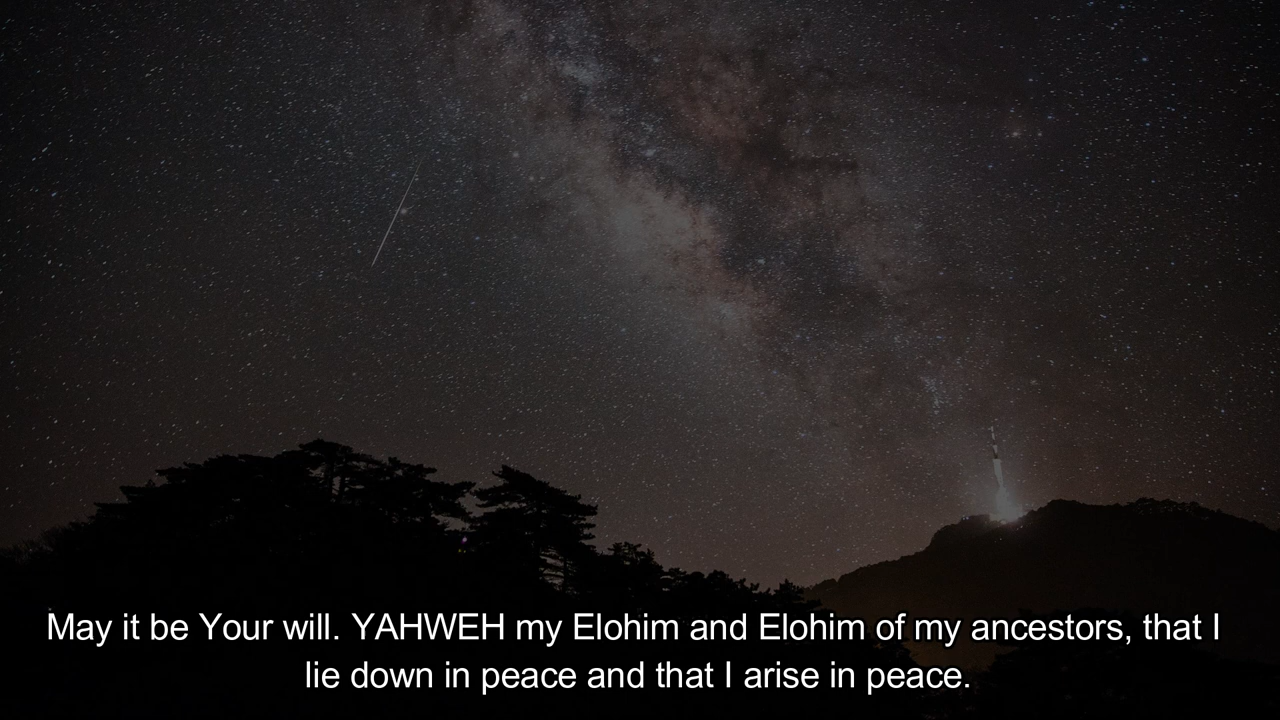 May it be Your will. YAHWEH my Elohim and Elohim of my ancestors, that I
lie down in peace and that I arise in peace.